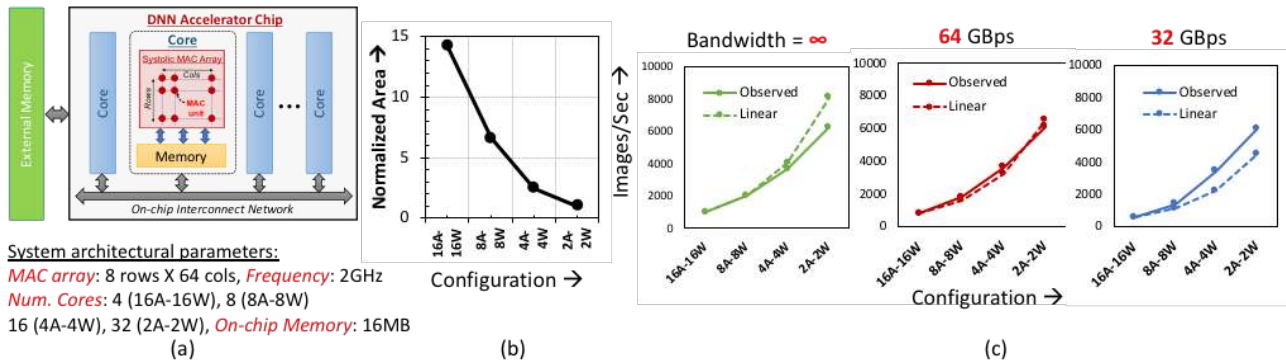 DNN Accelerator Chip
External Memory
Core
Core
Systolic MAC Array
Cols
Rows
MAC
unit
Memory
Core
Core
On-chip Interconnect Network
System architectural parameters:
MAC array: 8 rows X 64 cols, Frequency: 2GHz
Num. Cores: 4 (16A-16W), 8 (8A-8W)
16 (4A-4W), 32 (2A-2W), On-chip Memory: 16MB
(a)
Normalized Area →
15
10
5
0
16A-
16W
8A-
8W
4A-
4W
2A-
2W
Configuration →
(b)
Bandwidth = ∞
Images/Sec →
10000
8000
6000
4000
2000
0
Observed
Linear
16A-16W
8A-8W
4A-4W
2A-2W
64 GBps
10000
8000
6000
4000
2000
0
Observed
Linear
16A-16W
8A-8W
4A-4W
2A-2W
32 GBps
10000
8000
6000
4000
2000
0
Observed
Linear
16A-16W
8A-8W
4A-4W
2A-2W
Configuration →
(c)